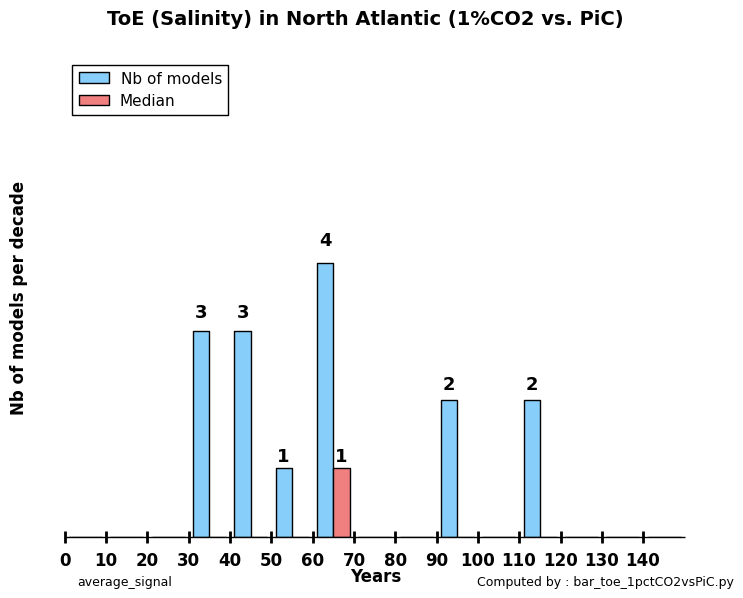 ToE (Salinity) in North Atlantic (1%CO2 vs. PiC)
Nb of models
Median
Nb of models per decade
4
3 3
2 2
1 1
0 10 20 30 40 50 60 70 80 90 100 110 120 130 140
Years
average_signal
Computed by : bar_toe_1pctCO2vsPiC.py